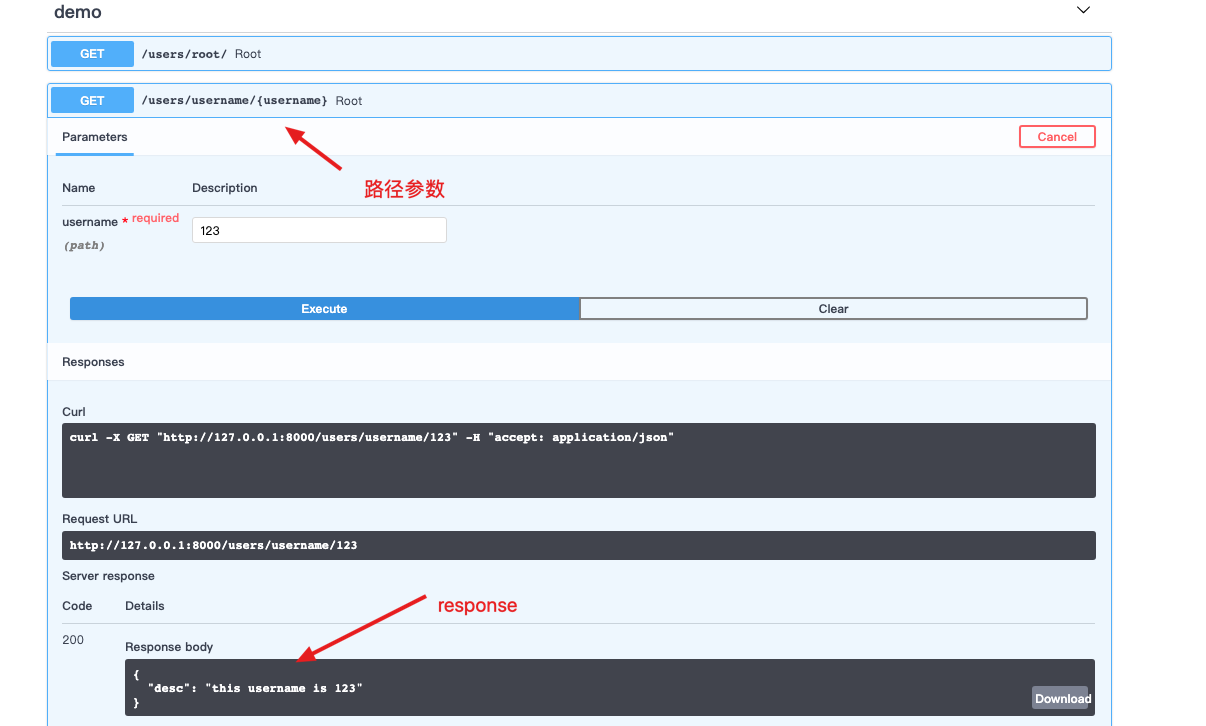 demo
GET /users/root/ Root
GET /users/username/{username} Root
Parameters Cancel
路径参数
Name Description
username * required
123
(path)
Execute Clear
Responses
Curl
curl -X GET "http://127.0.0.1:8000/users/username/123" -H "accept: application/json"
Request URL
http://127.0.0.1:8000/users/username/123
Server response
response
Code Details
200
Response body
{
"desc": "this username is 123"
}
Download